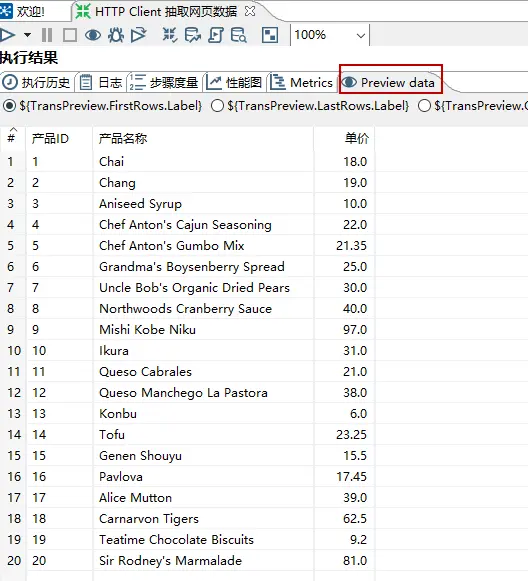 欢迎! HTTP Client 抽取网页数据
100%
执行结果
执行历史 日志 步骤度量 性能图 Metrics Preview data
${TransPreview.FirstRows.Label} ${TransPreview.LastRows.Label} ${TransPreview.O
# 产品ID 产品名称 单价
1 1 Chai 18.0
2 2 Chang 19.0
3 3 Aniseed Syrup 10.0
4 4 Chef Anton's Cajun Seasoning 22.0
5 5 Chef Anton's Gumbo Mix 21.35
6 6 Grandma's Boysenberry Spread 25.0
7 7 Uncle Bob's Organic Dried Pears 30.0
8 8 Northwoods Cranberry Sauce 40.0
9 9 Mishi Kobe Niku 97.0
10 10 Ikura 31.0
11 11 Queso Cabrales 21.0
12 12 Queso Manchego La Pastora 38.0
13 13 Konbu 6.0
14 14 Tofu 23.25
15 15 Genen Shouyu 15.5
16 16 Pavlova 17.45
17 17 Alice Mutton 39.0
18 18 Carnarvon Tigers 62.5
19 19 Teatime Chocolate Biscuits 9.2
20 20 Sir Rodney's Marmalade 81.0